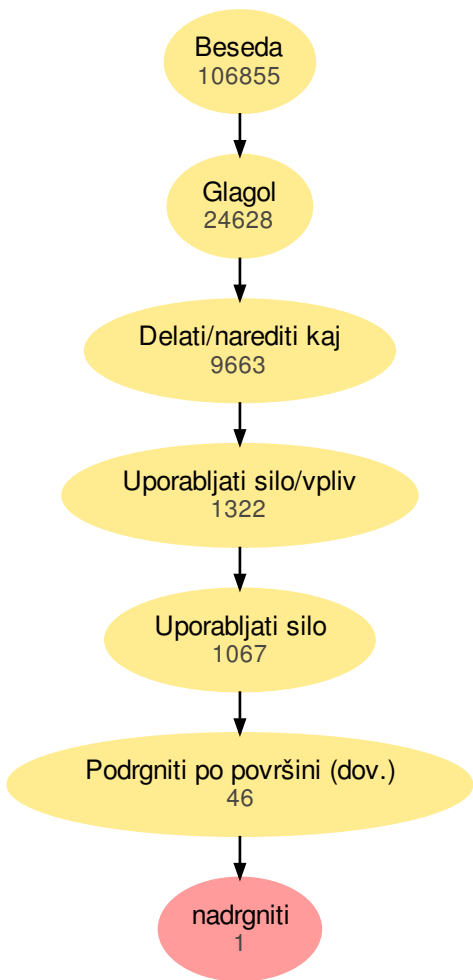 Beseda
106855
Glagol
24628
Delati/narediti kaj
9663
Uporabljati silo/vpliv
1322
Uporabljati silo
1067
Podrgniti po površini (dov.)
46
nadrgniti
1